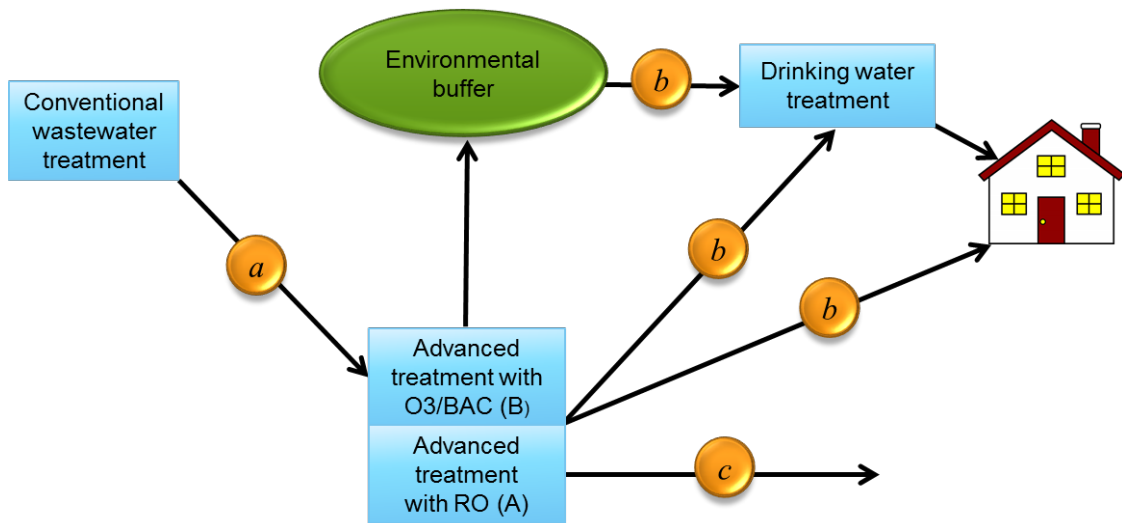 Conventional
wastewater
treatment
Environmental
buffer
b
Drinking water
treatment
a
b
b
Advanced
treatment with
O3/BAC (B)
Advanced
treatment
with RO (A)
c